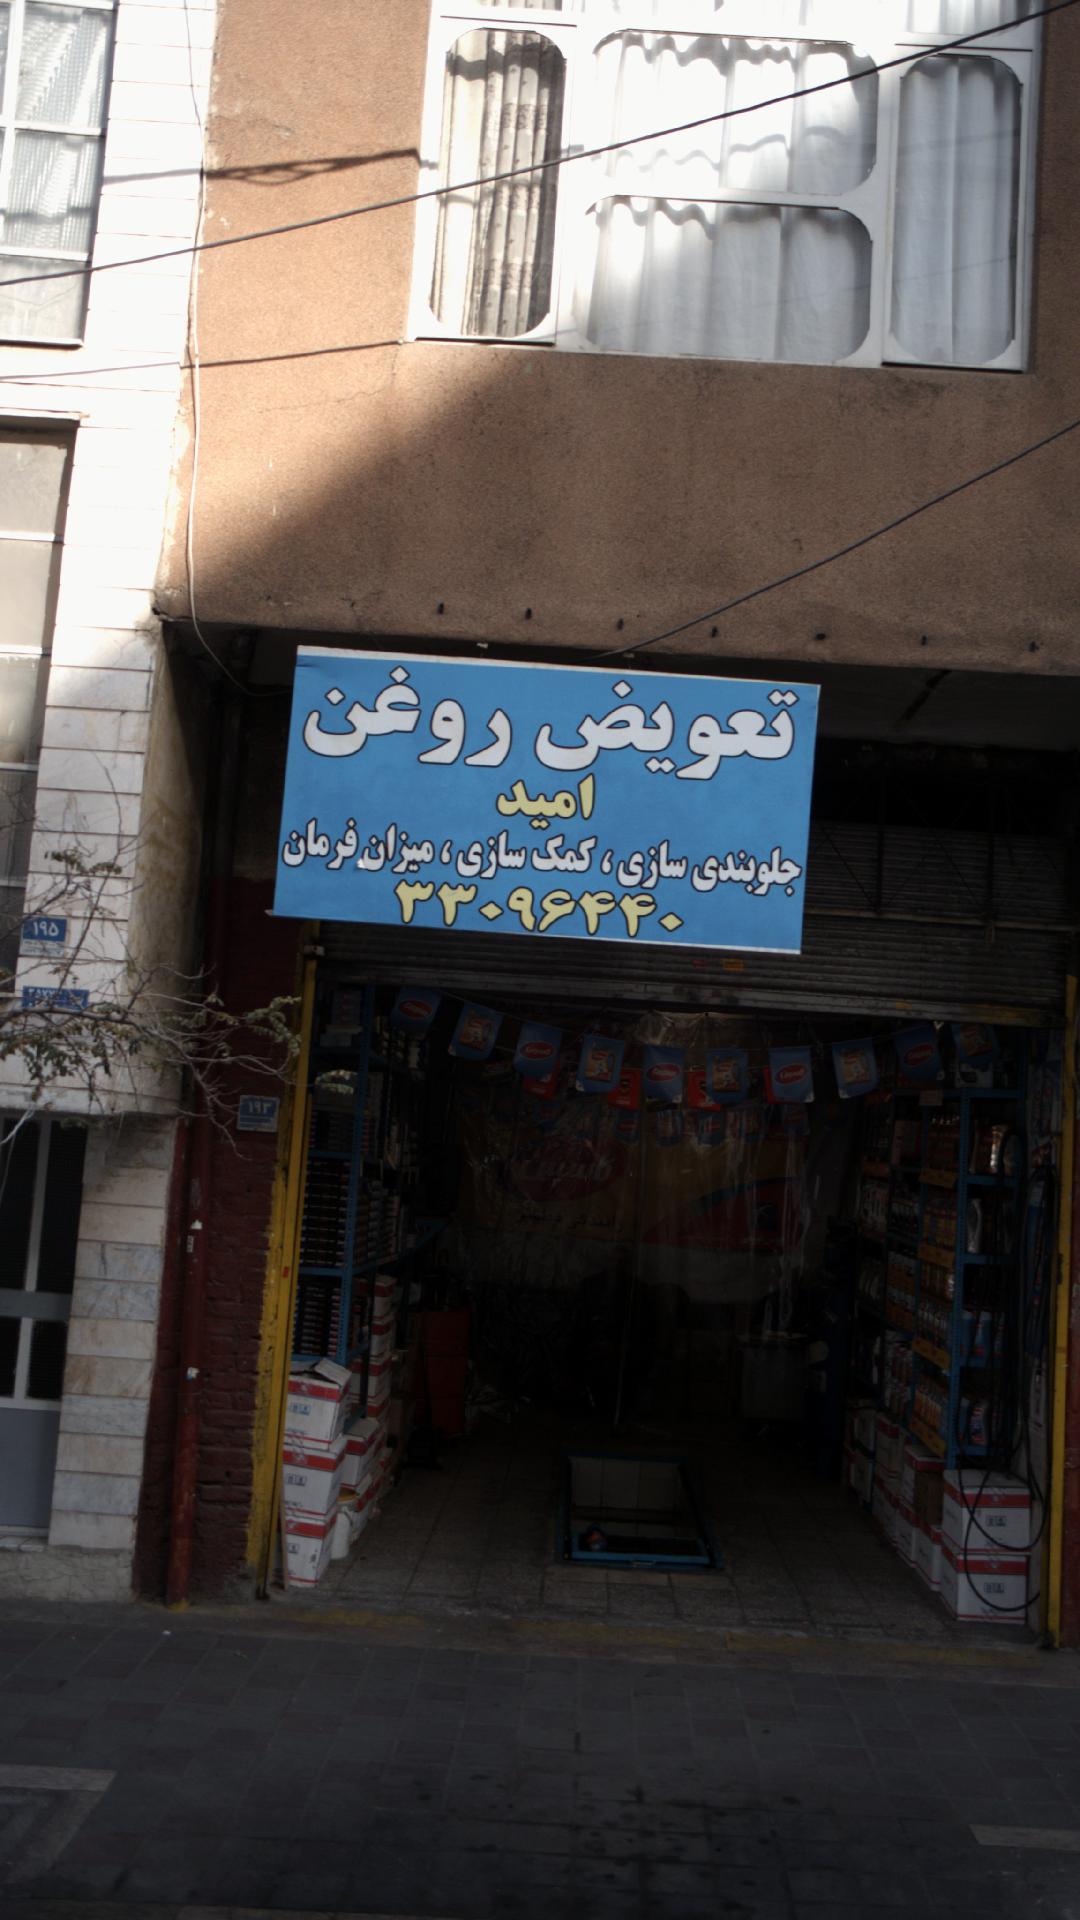 تعویض روغن
امید
جلوبندی سازی ، کمک سازی ، میزان فرمان
۳۳۰۹۶۴۴۰
۱۹۵
۱۹۳